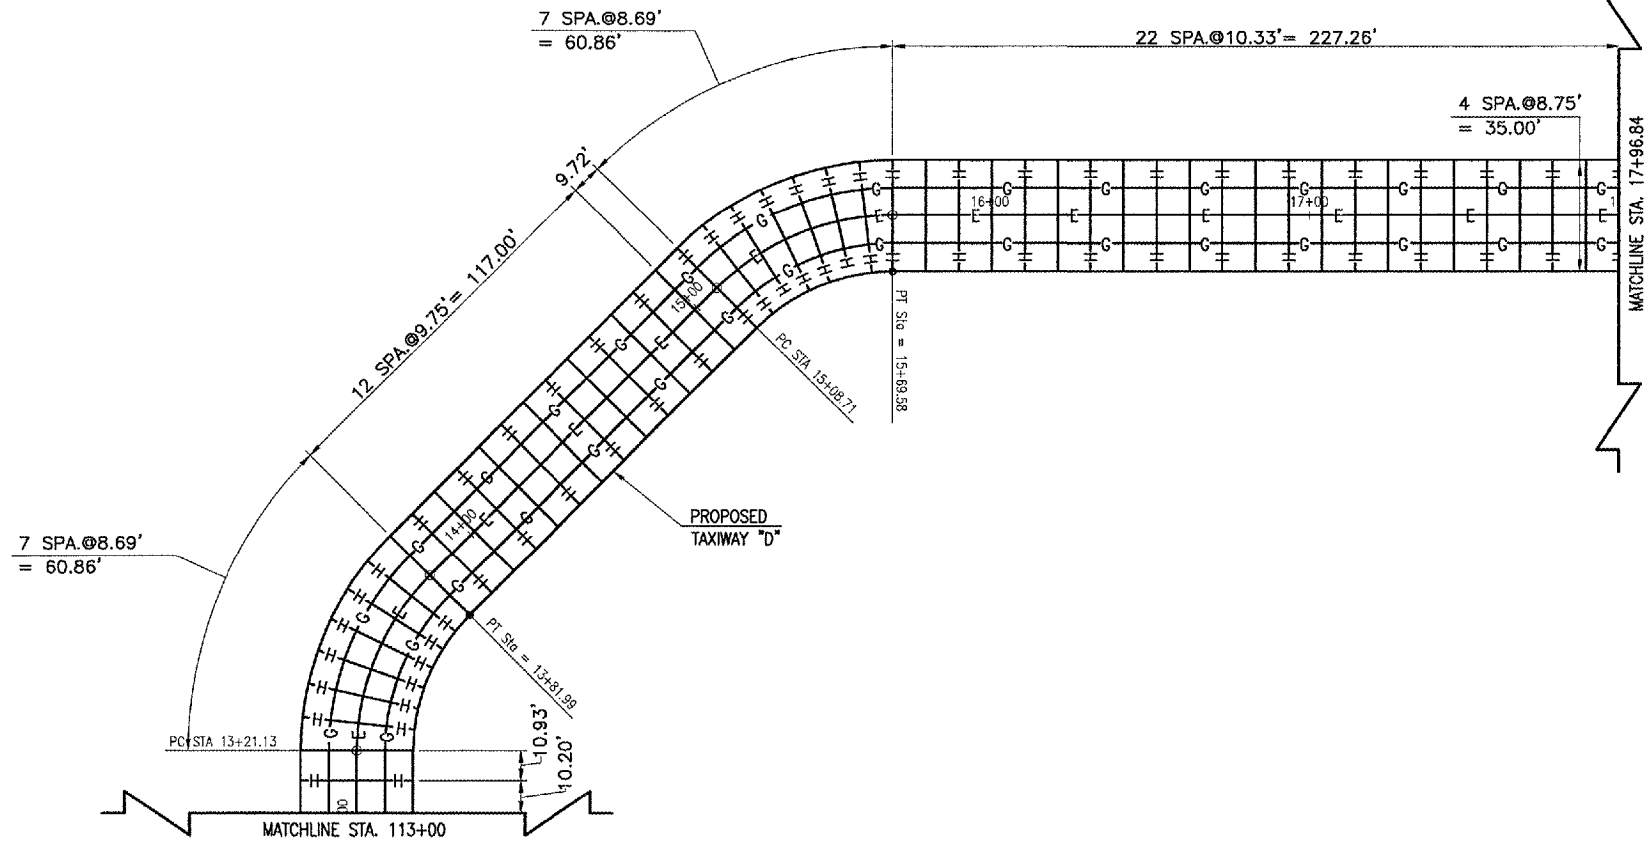 7 SPA.@8.69'
= 60.86'
22 SPA.@10.33'= 227.26'
4 SPA.@8.75'
= 35.00'
MATCHLINE STA. 17+96.84
9.72'
12 SPA.@9.75'= 117.00'
H H H H H H H H H H H H H H
G G G G G G G G
16+00
17+00
1
E E E E E E E
G G G G G G G G
H H H H H H H H H H H
15+00
PC STA 15+08.71
PT Sta = 15+69.58
14+00
PROPOSED
TAXIWAY "D"
7 SPA.@8.69'
= 60.86'
PT Sta = 13+81.99
PC STA 13+21.13
10.93'
10.20'
00
MATCHLINE STA. 113+00